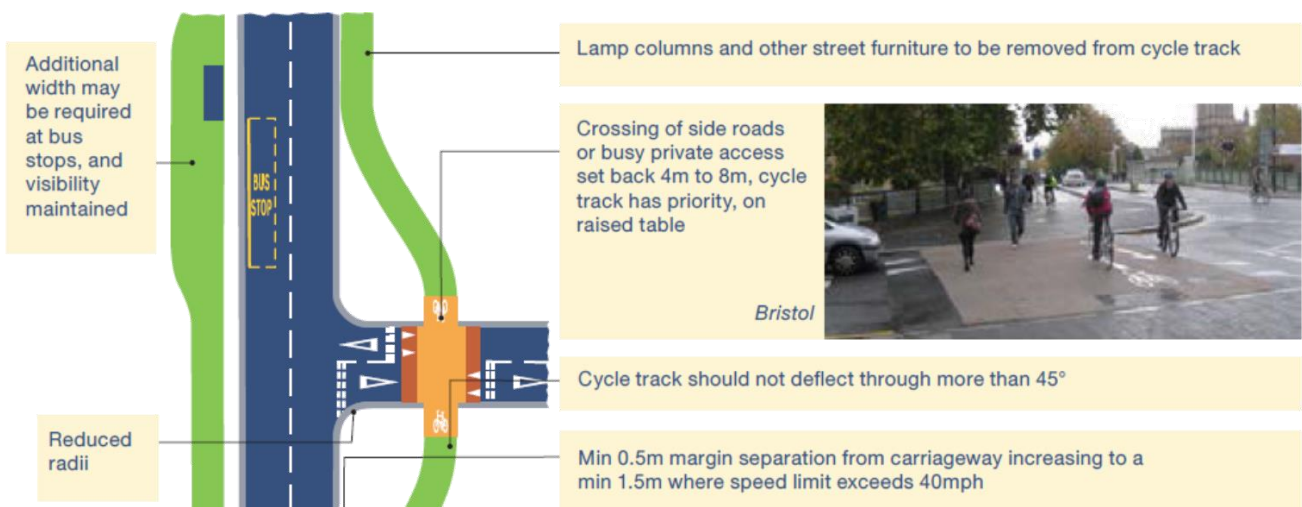 Additional
width may
be required
at bus
stops, and
visibility
maintained
BUS
STOP
Reduced
radii
Lamp columns and other street furniture to be removed from cycle track
Crossing of side roads
or busy private access
set back 4m to 8m, cycle
track has priority, on
raised table
Bristol
Cycle track should not deflect through more than 45°
Min 0.5m margin separation from carriageway increasing to a
min 1.5m where speed limit exceeds 40mph